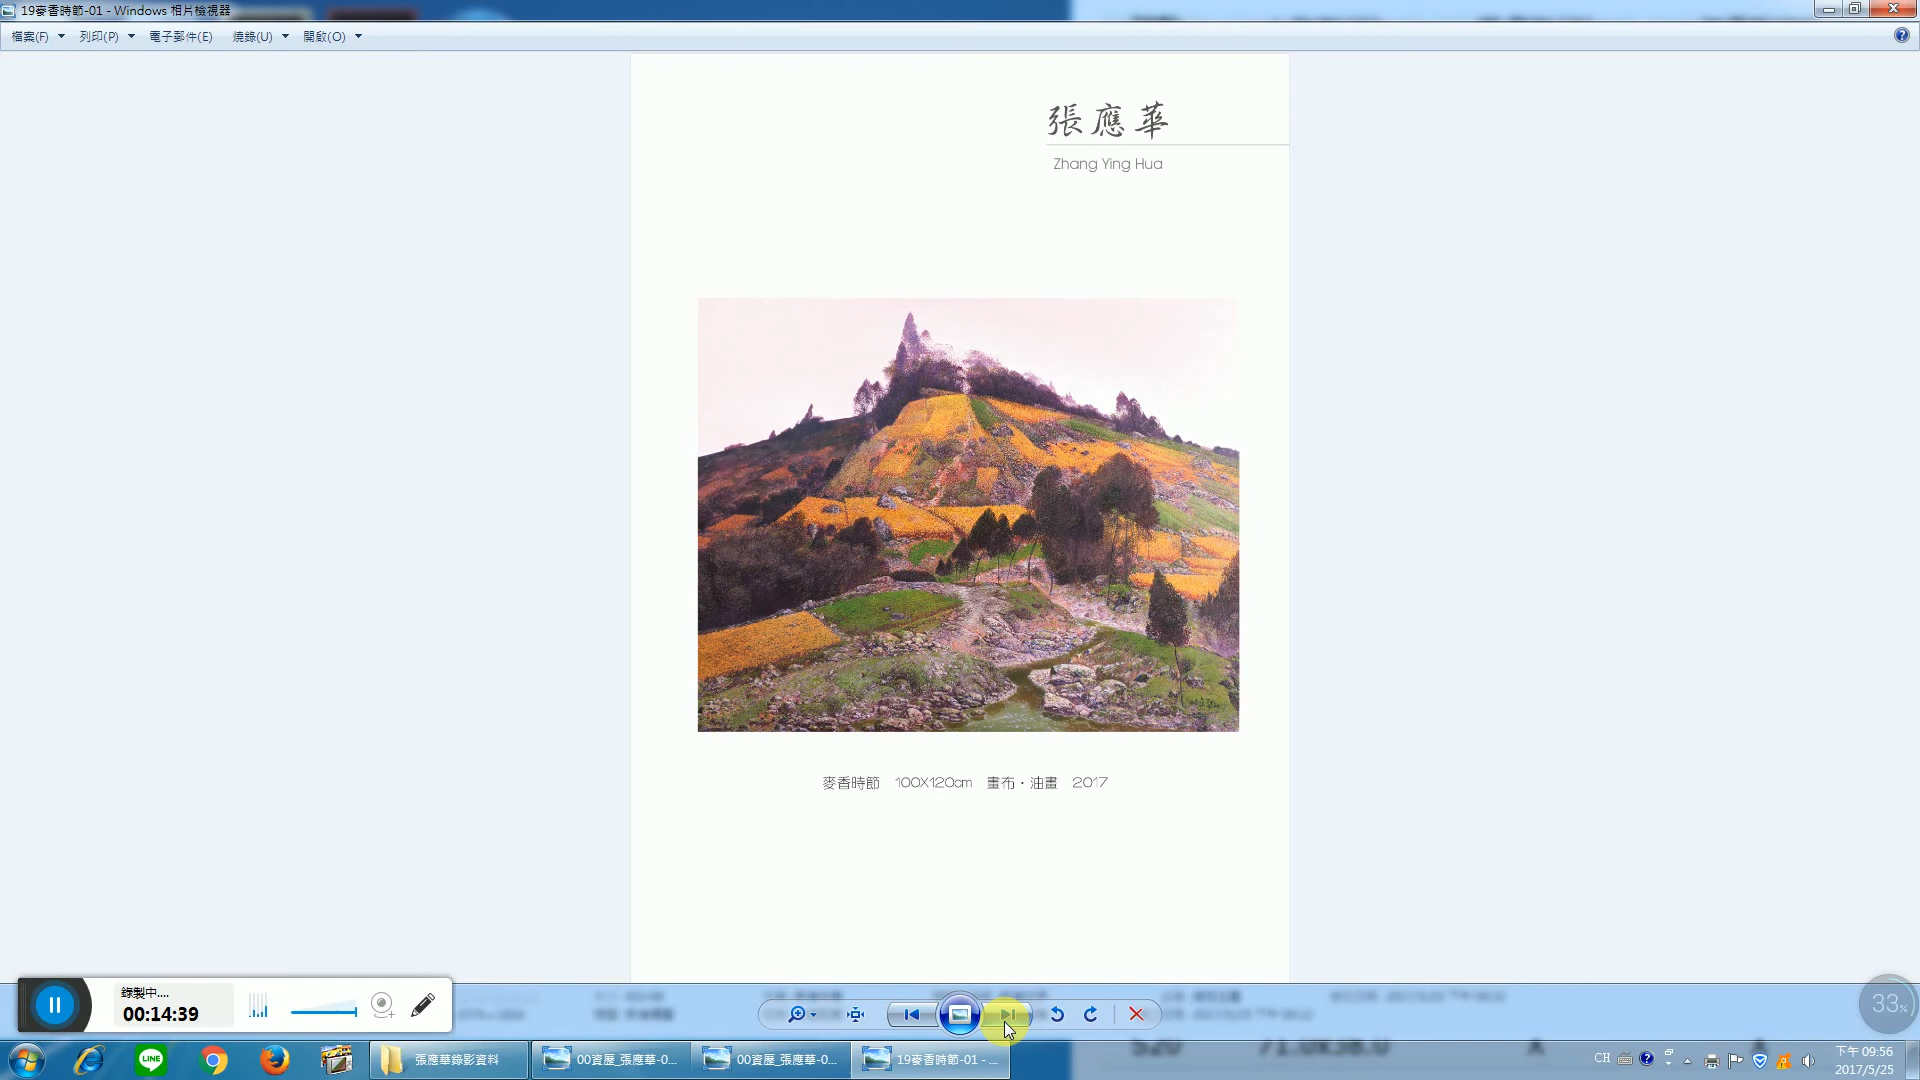 19麥香時節-01 - Windows 相片檢視器
檔案(F) 列印(P) 電子郵件(E) 燒錄(U) 開啟(O)
張應華
Zhang Ying Hua
麥香時節 100X120cm 畫布・油畫 2017
錄製中....
00:14:39
33%
LINE
張應華錄影資料
00資歷_張應華-0...
00資歷_張應華-0...
19麥香時節-01 - ...
CH
下午 09:56
2017/5/25